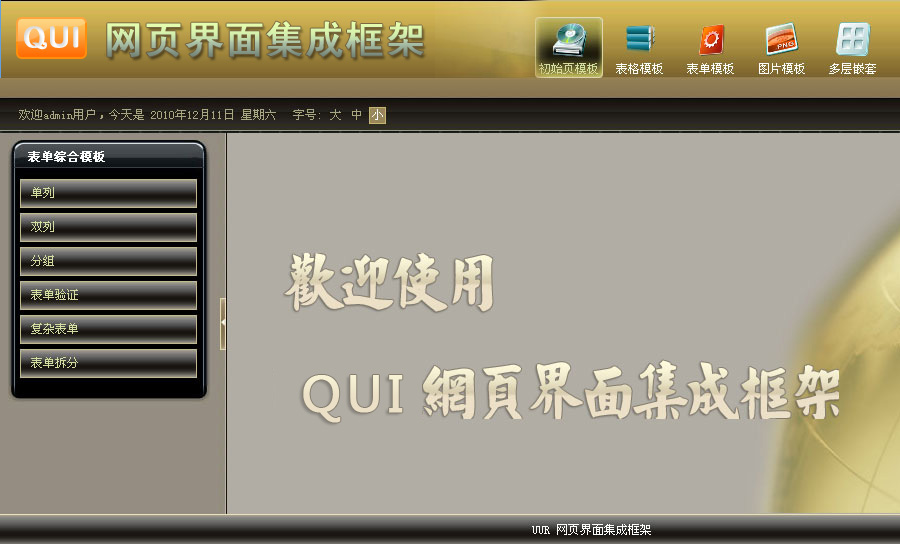 QUI 网页界面集成框架
初始页模板 表格模板 表单模板 图片模板 多层嵌套
PNG
欢迎admin用户，今天是 2010年12月11日 星期六 字号: 大 中 小
表单综合模板
单列
双列
分组
表单验证
复杂表单
表单拆分
歡迎使用
QUI 網頁界面集成框架
UUR 网页界面集成框架